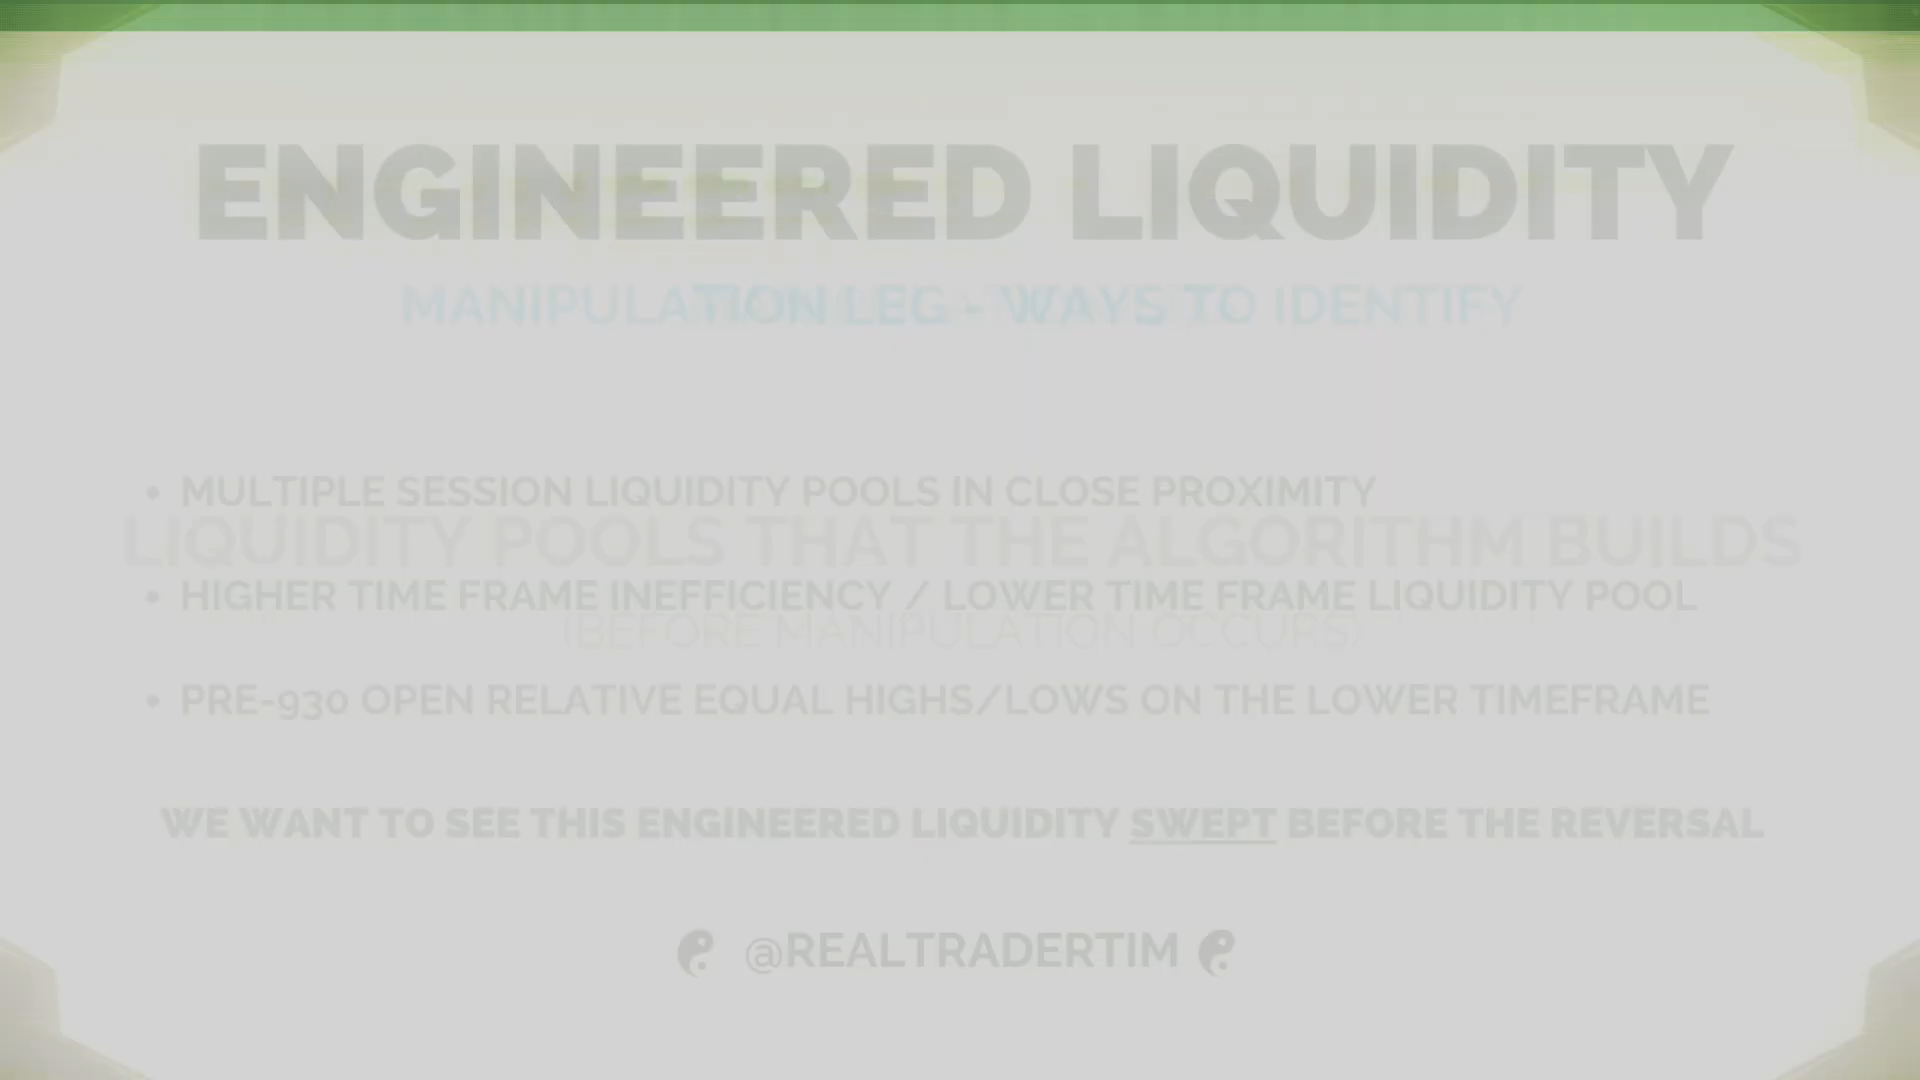 ENGINEERED LIQUIDITY
MANIPULATION LEG - WAYS TO IDENTIFY
• MULTIPLE SESSION LIQUIDITY POOLS IN CLOSE PROXIMITY
LIQUIDITY POOLS THAT THE ALGORITHM BUILDS
• HIGHER TIME FRAME INEFFICIENCY / LOWER TIME FRAME LIQUIDITY POOL
(BEFORE MANIPULATION OCCURS)
• PRE-930 OPEN RELATIVE EQUAL HIGHS/LOWS ON THE LOWER TIMEFRAME
WE WANT TO SEE THIS ENGINEERED LIQUIDITY SWEPT BEFORE THE REVERSAL
@REALTRADERTIM